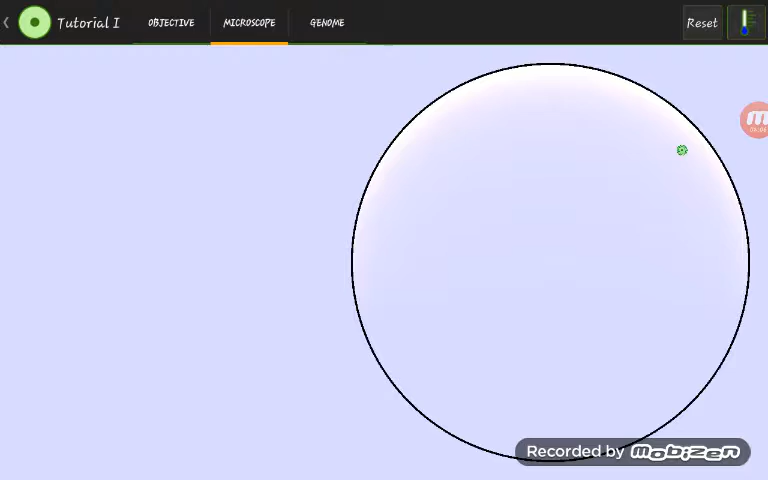 Tutorial I
OBJECTIVE
MICROSCOPE
GENOME
Reset
Recorded by mobizen